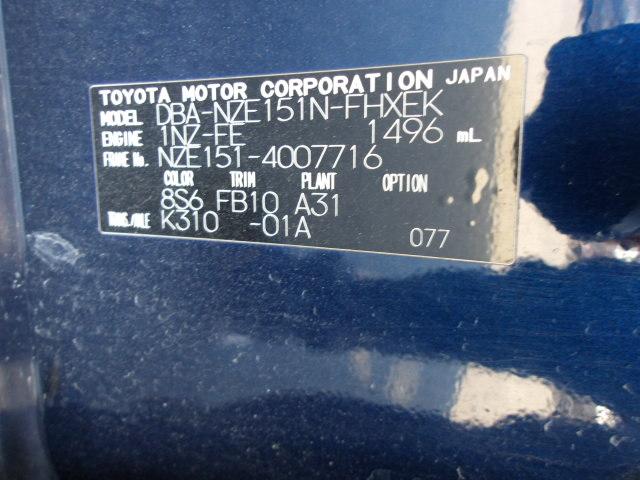 TOYOTA MOTOR CORPORATION JAPAN
MODEL DBA-NZE151N-FHXEK
ENGINE 1NZ-FE 1496 mL
FRAME No. NZE151-4007716
COLOR TRIM PLANT OPTION
8S6 FB10 A31
TRANS./AXLE K310 -01A 077